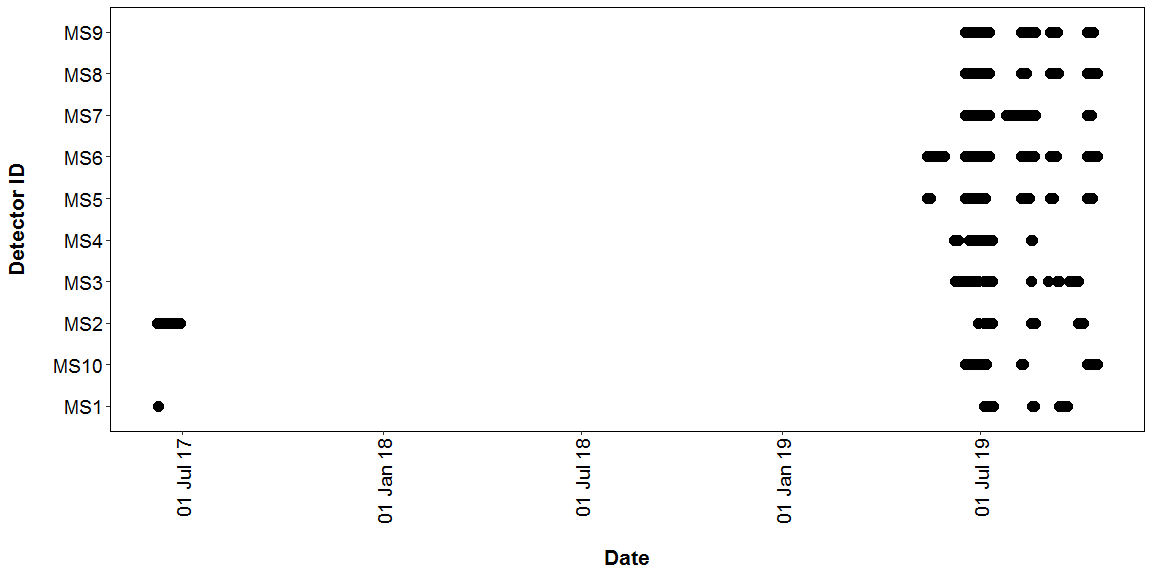 MS9
MS8
MS7
MS6
MS5
MS4
MS3
MS2
MS10
MS1
Detector ID
01 Jul 17
01 Jan 18
01 Jul 18
01 Jan 19
01 Jul 19
Date